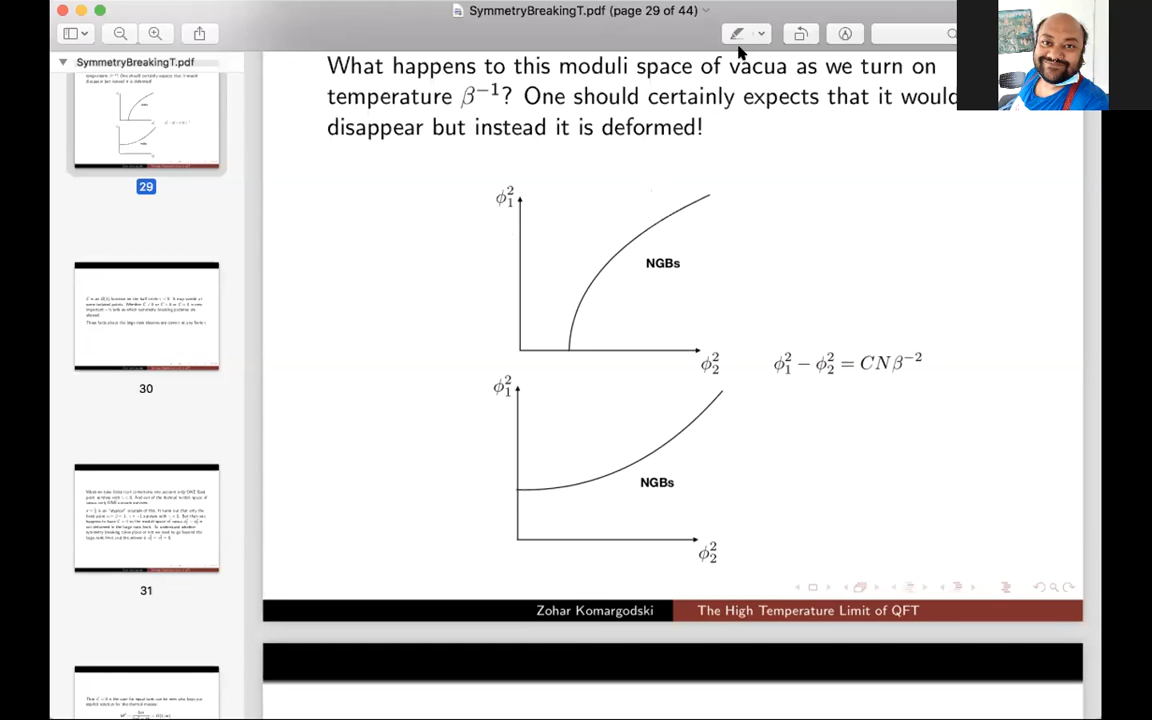 SymmetryBreakingT.pdf (page 29 of 44)
SymmetryBreakingT.pdf
29
30
31
What happens to this moduli space of vacua as we turn on
temperature β⁻¹? One should certainly expects that it would
disappear but instead it is deformed!
ϕ₁²
NGBs
ϕ₂²
ϕ₁² − ϕ₂² = CNβ⁻²
ϕ₁²
NGBs
ϕ₂²
Zohar Komargodski
The High Temperature Limit of QFT